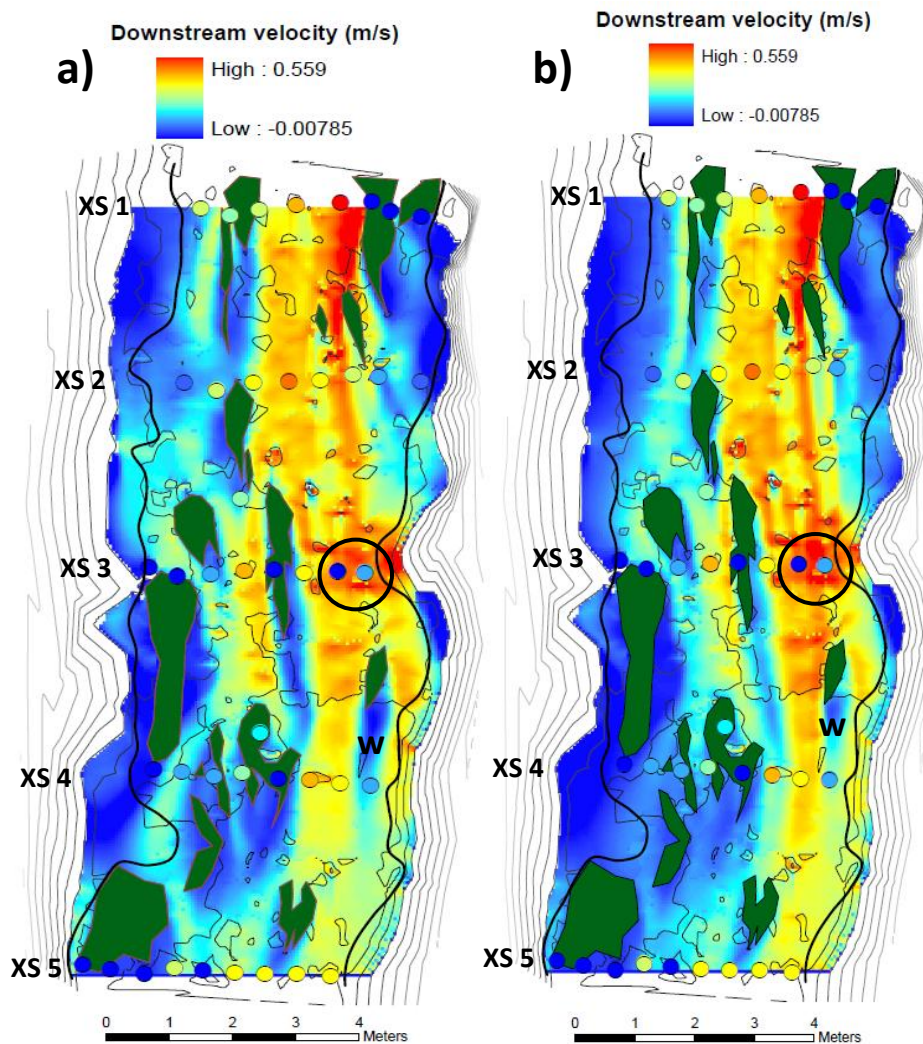 Downstream velocity (m/s)
a)
High : 0.559
Low : -0.00785
XS 1
XS 2
XS 3
W
XS 4
XS 5
0 1 2 3 4
Meters
Downstream velocity (m/s)
b)
High : 0.559
Low : -0.00785
XS 1
XS 2
XS 3
W
XS 4
XS 5
0 1 2 3 4
Meters